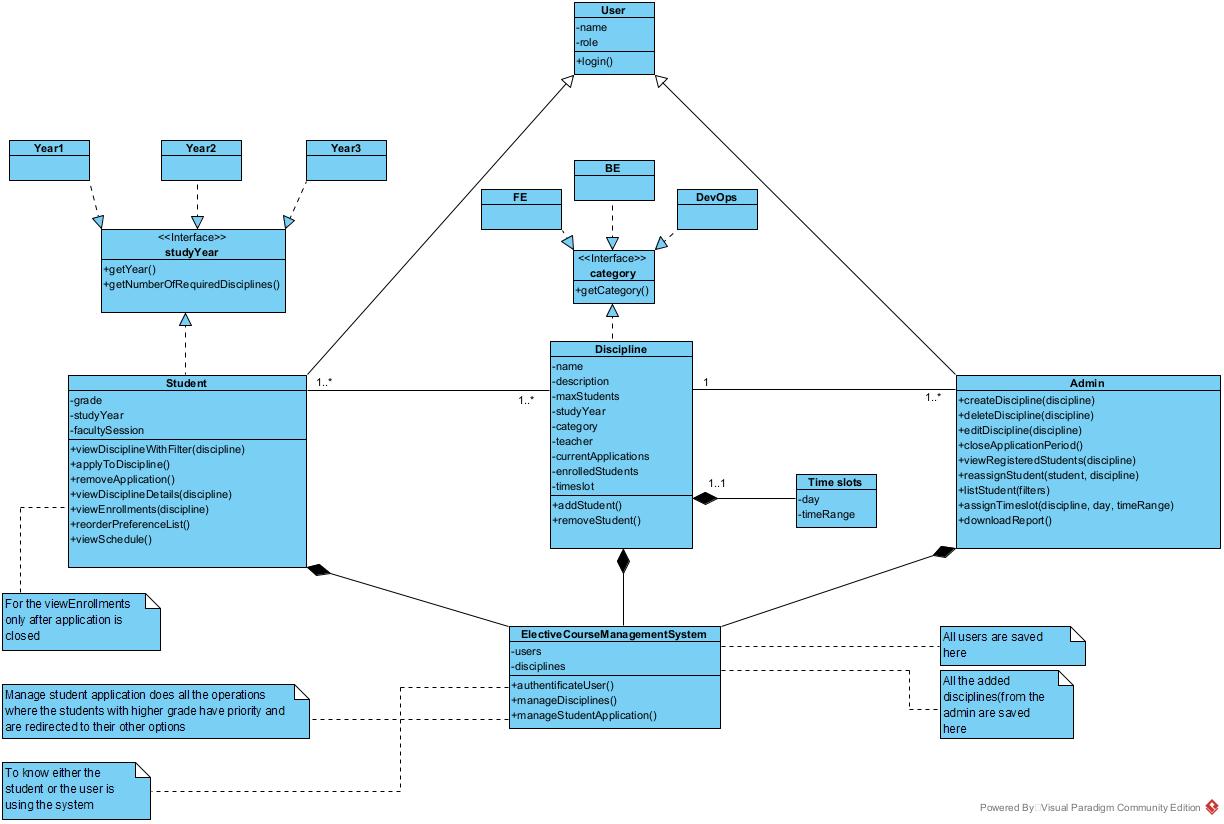 User
-name
-role
+login()
Year1
Year2
Year3
<<Interface>>
studyYear
+getYear()
+getNumberOfRequiredDisciplines()
FE
BE
DevOps
<<Interface>>
category
+getCategory()
Student
-grade
-studyYear
-facultySession
+viewDisciplineWithFilter(discipline)
+applyToDiscipline()
+removeApplication()
+viewDisciplineDetails(discipline)
+viewEnrollments(discipline)
+reorderPreferenceList()
+viewSchedule()
1..*
1..*
Discipline
-name
-description
-maxStudents
-studyYear
-category
-teacher
-currentApplications
-enrolledStudents
-timeslot
+addStudent()
+removeStudent()
1
1..*
1..1
Time slots
-day
-timeRange
Admin
+createDiscipline(discipline)
+deleteDiscipline(discipline)
+editDiscipline(discipline)
+closeApplicationPeriod()
+viewRegisteredStudents(discipline)
+reassignStudent(student, discipline)
+listStudent(filters)
+assignTimeslot(discipline, day, timeRange)
+downloadReport()
For the viewEnrollments
only after application is
closed
ElectiveCourseManagementSystem
-users
-disciplines
+authentificateUser()
+manageDisciplines()
+manageStudentApplication()
All users are saved
here
All the added
disciplines(from the
admin are saved
here
Manage student application does all the operations
where the students with higher grade have priority and
are redirected to their other options
To know either the
student or the user is
using the system
Powered By Visual Paradigm Community Edition